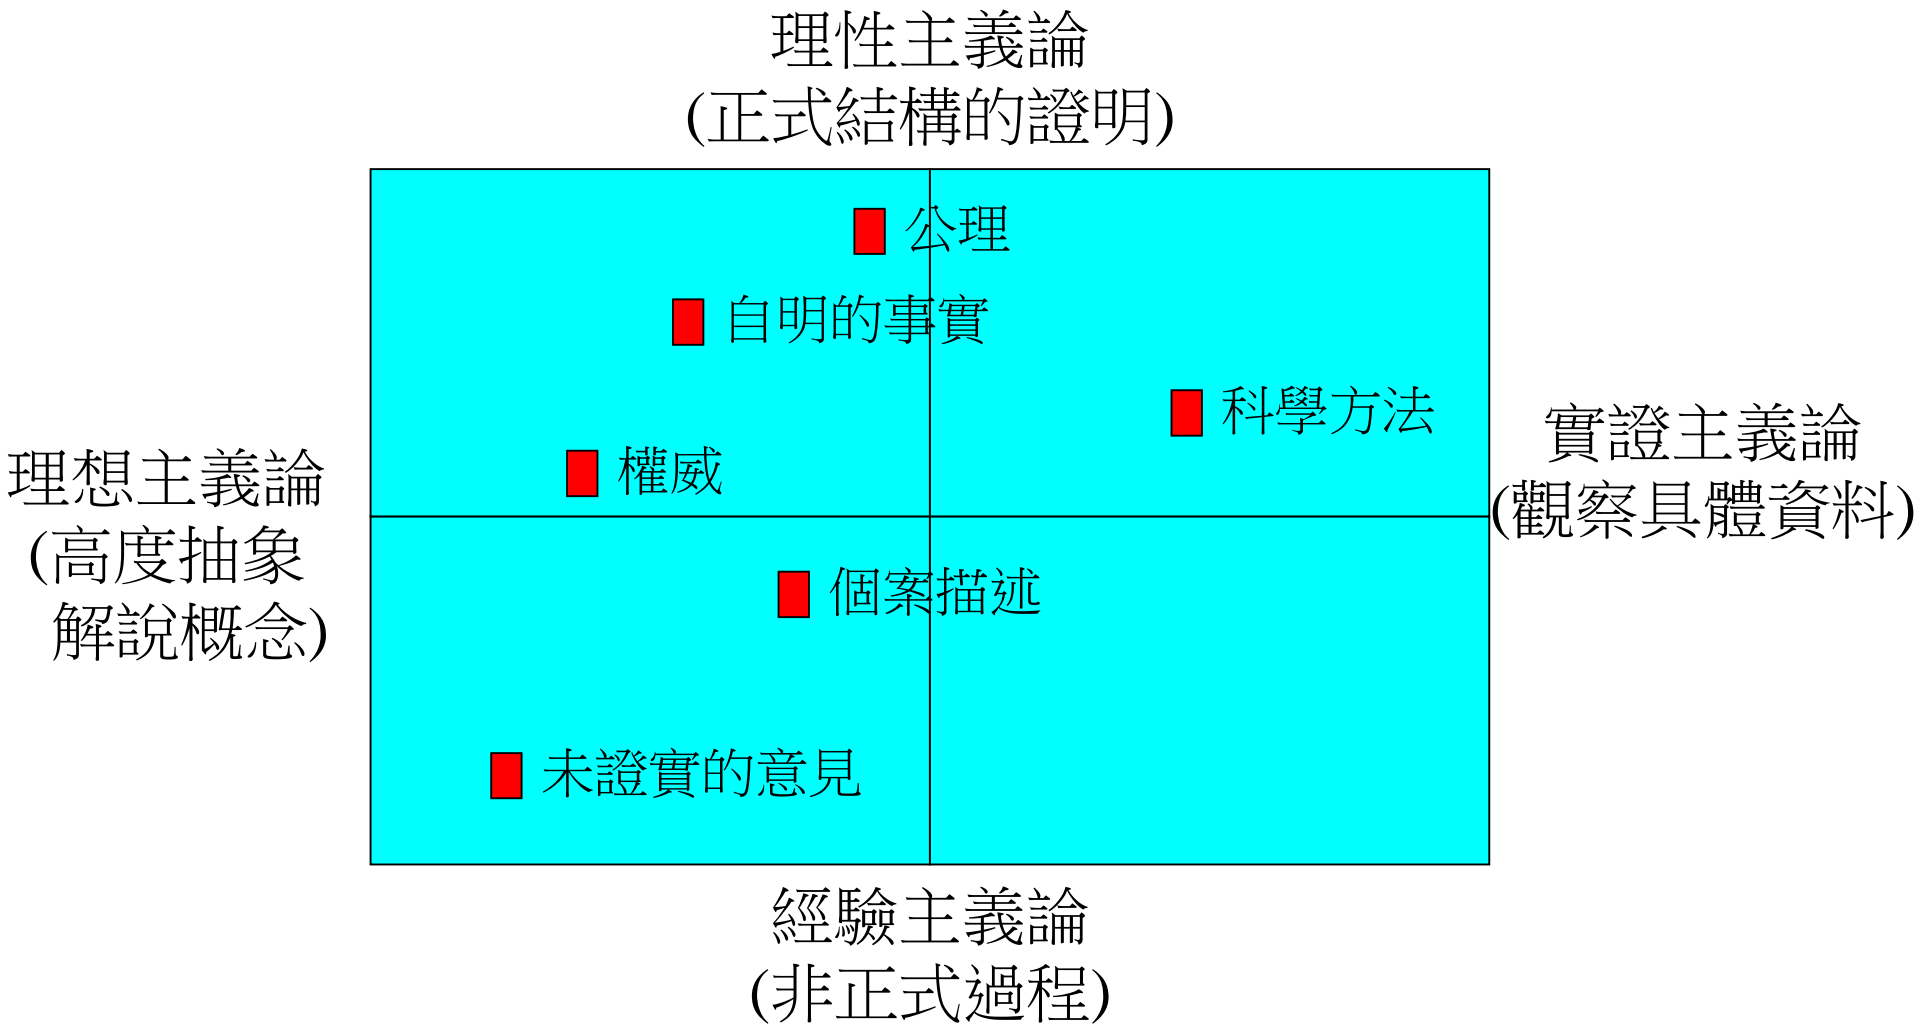 理性主義論
(正式結構的證明)
公理
自明的事實
科學方法
權威
理想主義論
(高度抽象
解說概念)
實證主義論
(觀察具體資料)
個案描述
未證實的意見
經驗主義論
(非正式過程)